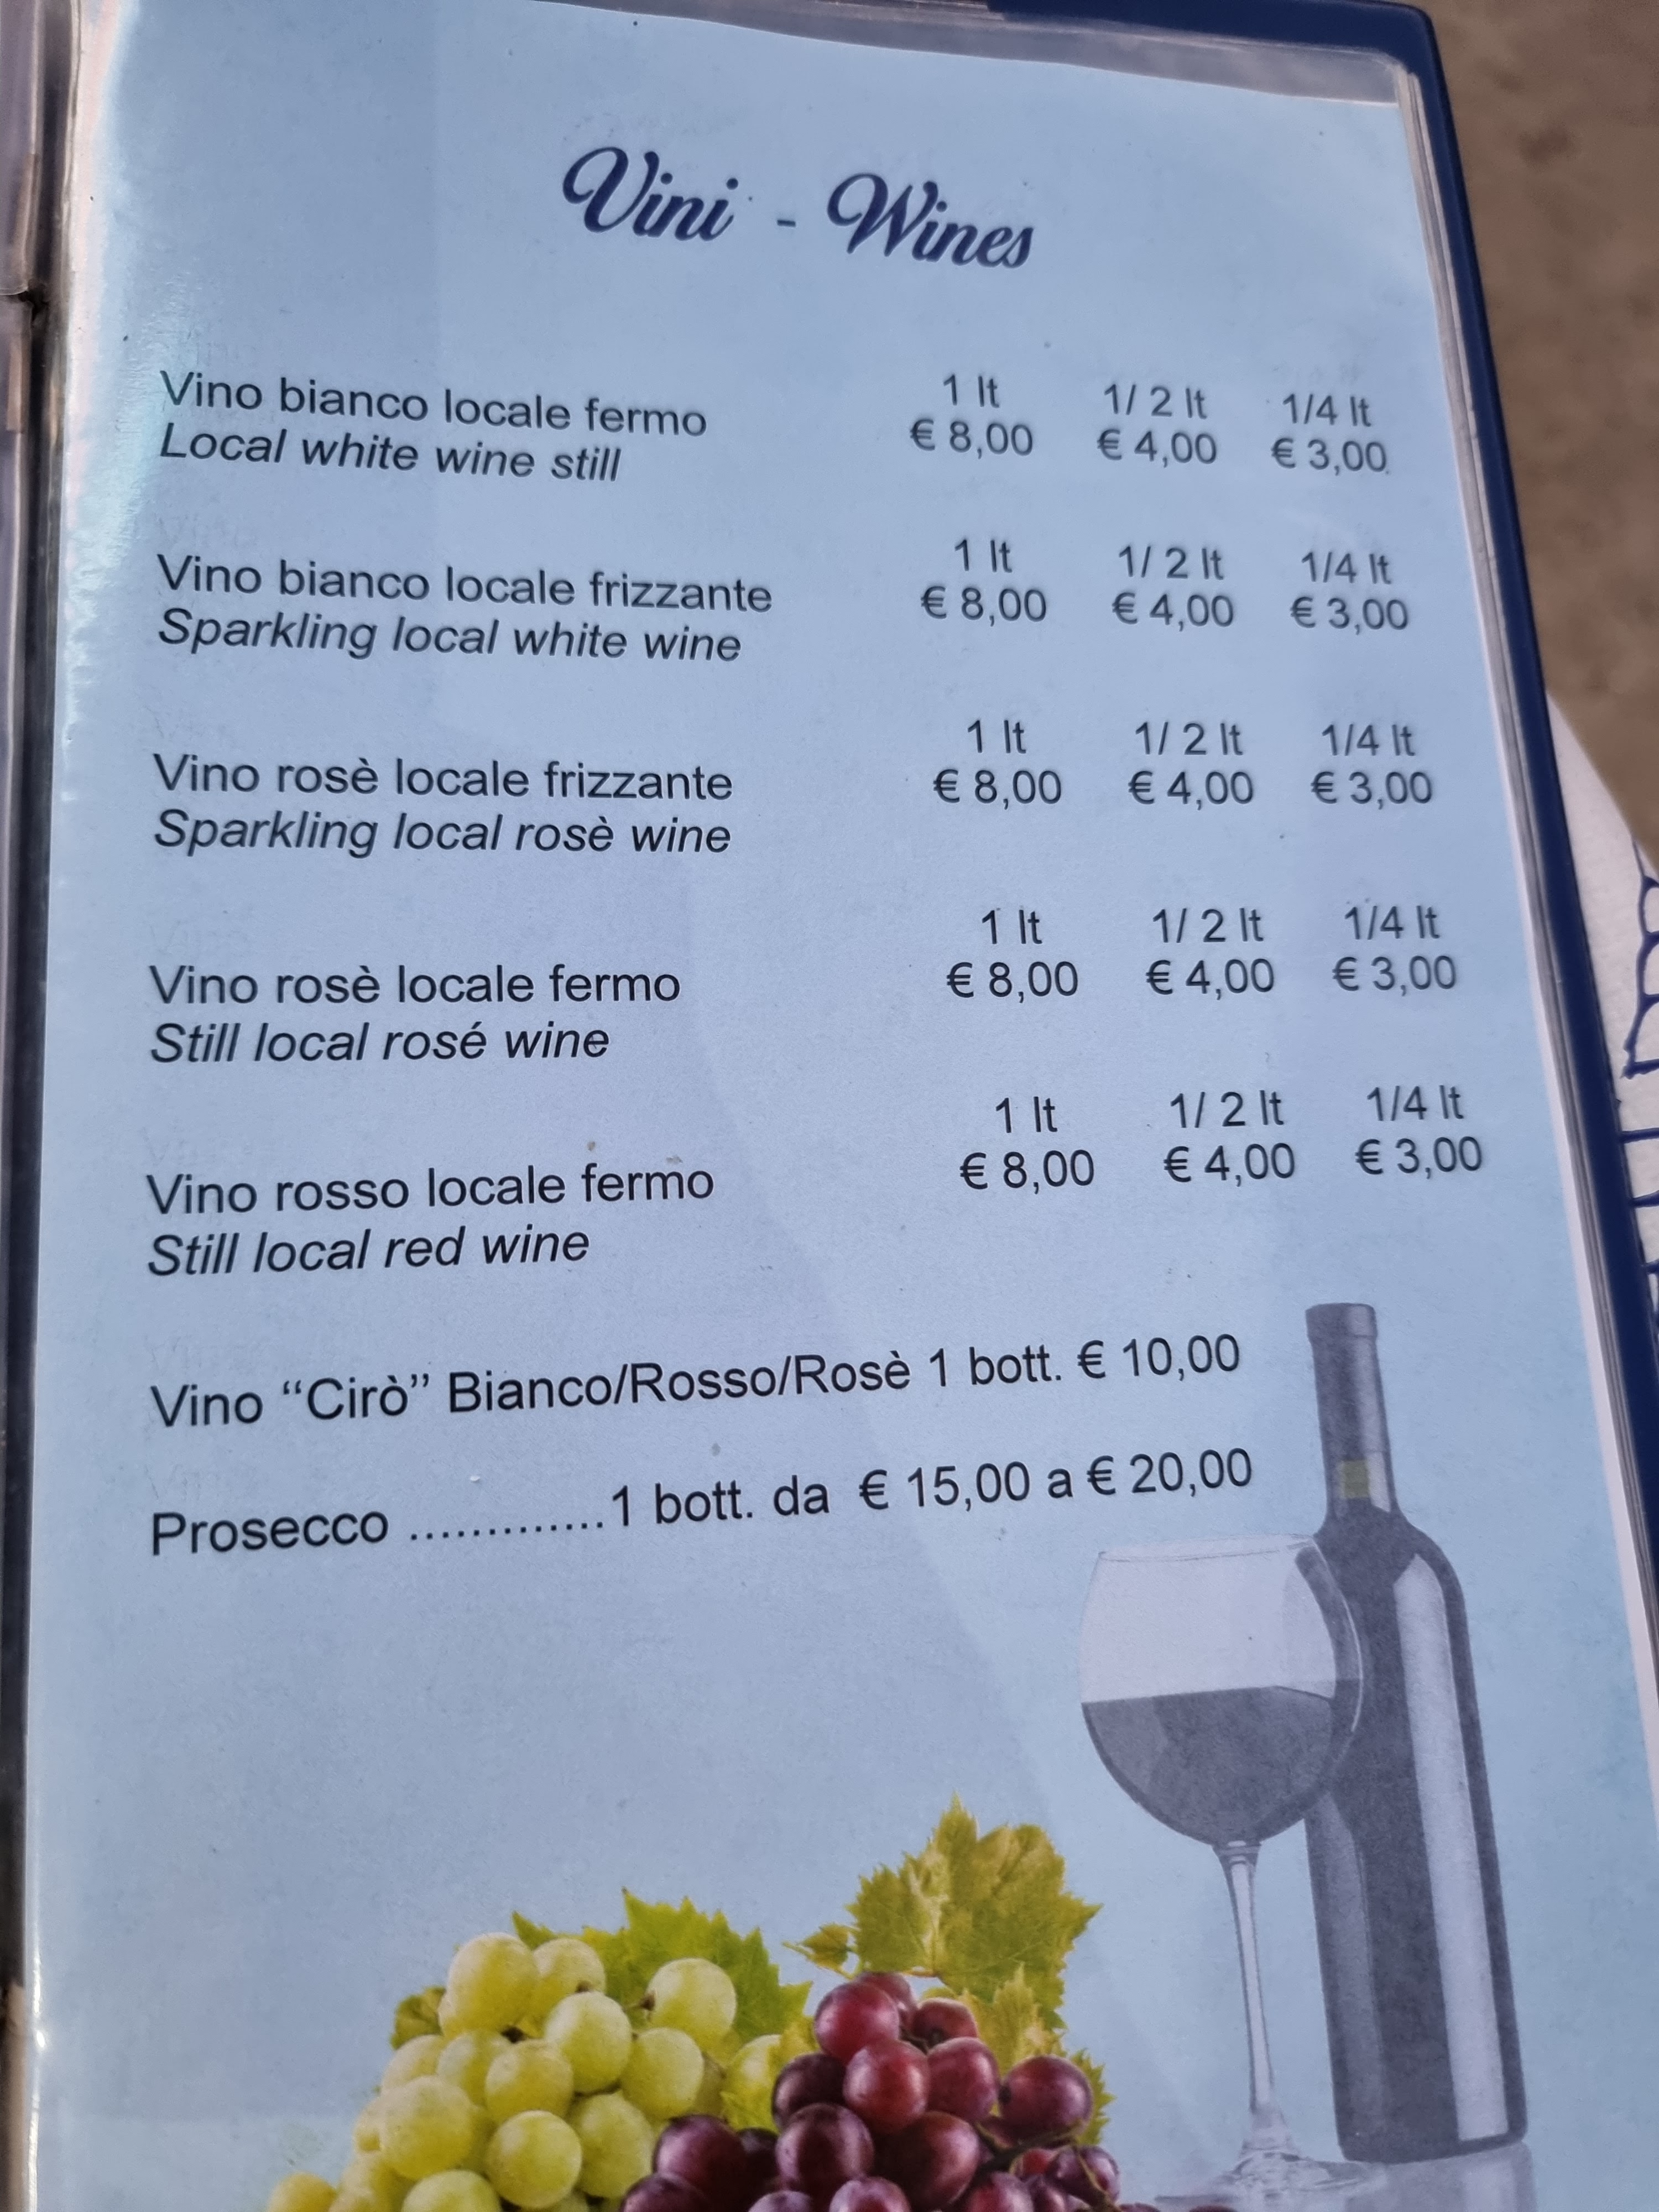 Vini - Wines
1 lt 1/ 2 lt 1/4 lt
Vino bianco locale fermo € 8,00 € 4,00 € 3,00
Local white wine still
1 lt 1/ 2 lt 1/4 lt
Vino bianco locale frizzante € 8,00 € 4,00 € 3,00
Sparkling local white wine
1 lt 1/ 2 lt 1/4 lt
Vino rosè locale frizzante € 8,00 € 4,00 € 3,00
Sparkling local rosè wine
1 lt 1/ 2 lt 1/4 lt
Vino rosè locale fermo € 8,00 € 4,00 € 3,00
Still local rosé wine
1 lt 1/ 2 lt 1/4 lt
Vino rosso locale fermo € 8,00 € 4,00 € 3,00
Still local red wine
Vino “Cirò” Bianco/Rosso/Rosè 1 bott. € 10,00
Prosecco .............1 bott. da € 15,00 a € 20,00